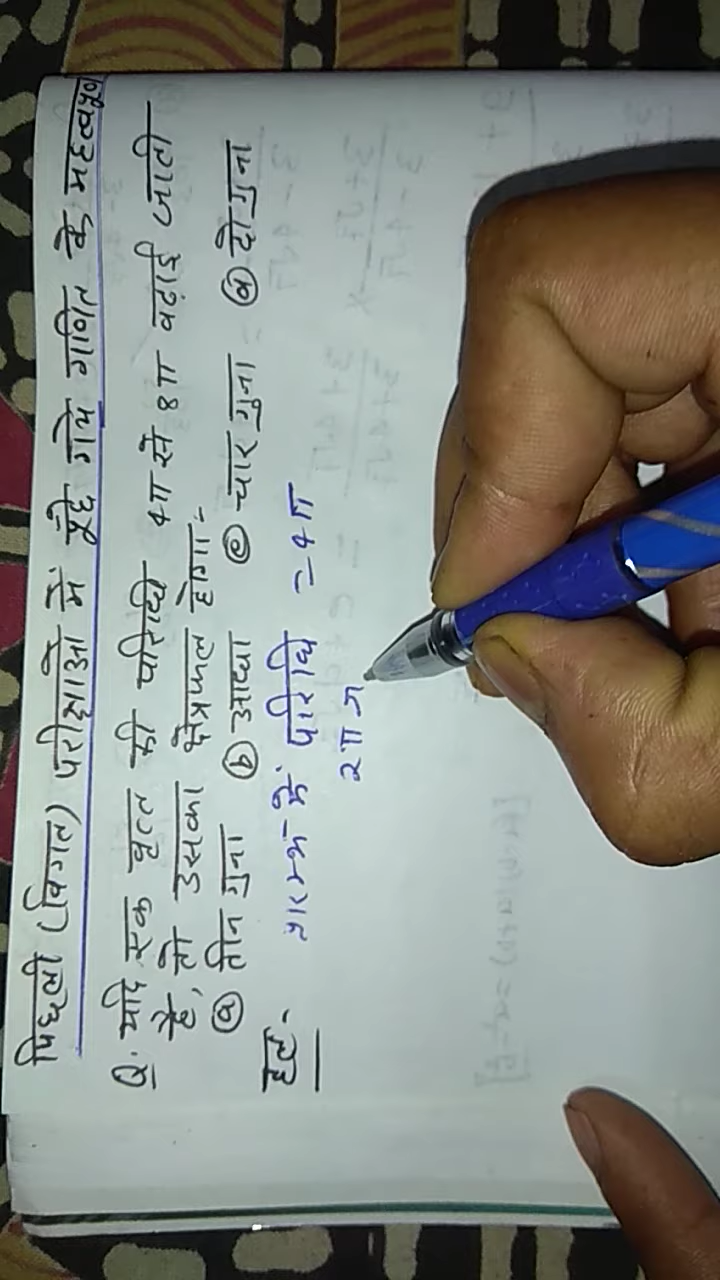 पिछली (विगत) परीक्षाओं में पूछे गये गणित के महत्वपूर्ण
Q. यदि एक वृत्त की परिधि 4π से 8π बढ़ाई जाती
है, तो उसका क्षेत्रफल होगा-
(a) तीन गुना (b) आधा (c) चार गुना (d) दो गुना
हल- प्रारम्भ में परिधि = 4π
2πr